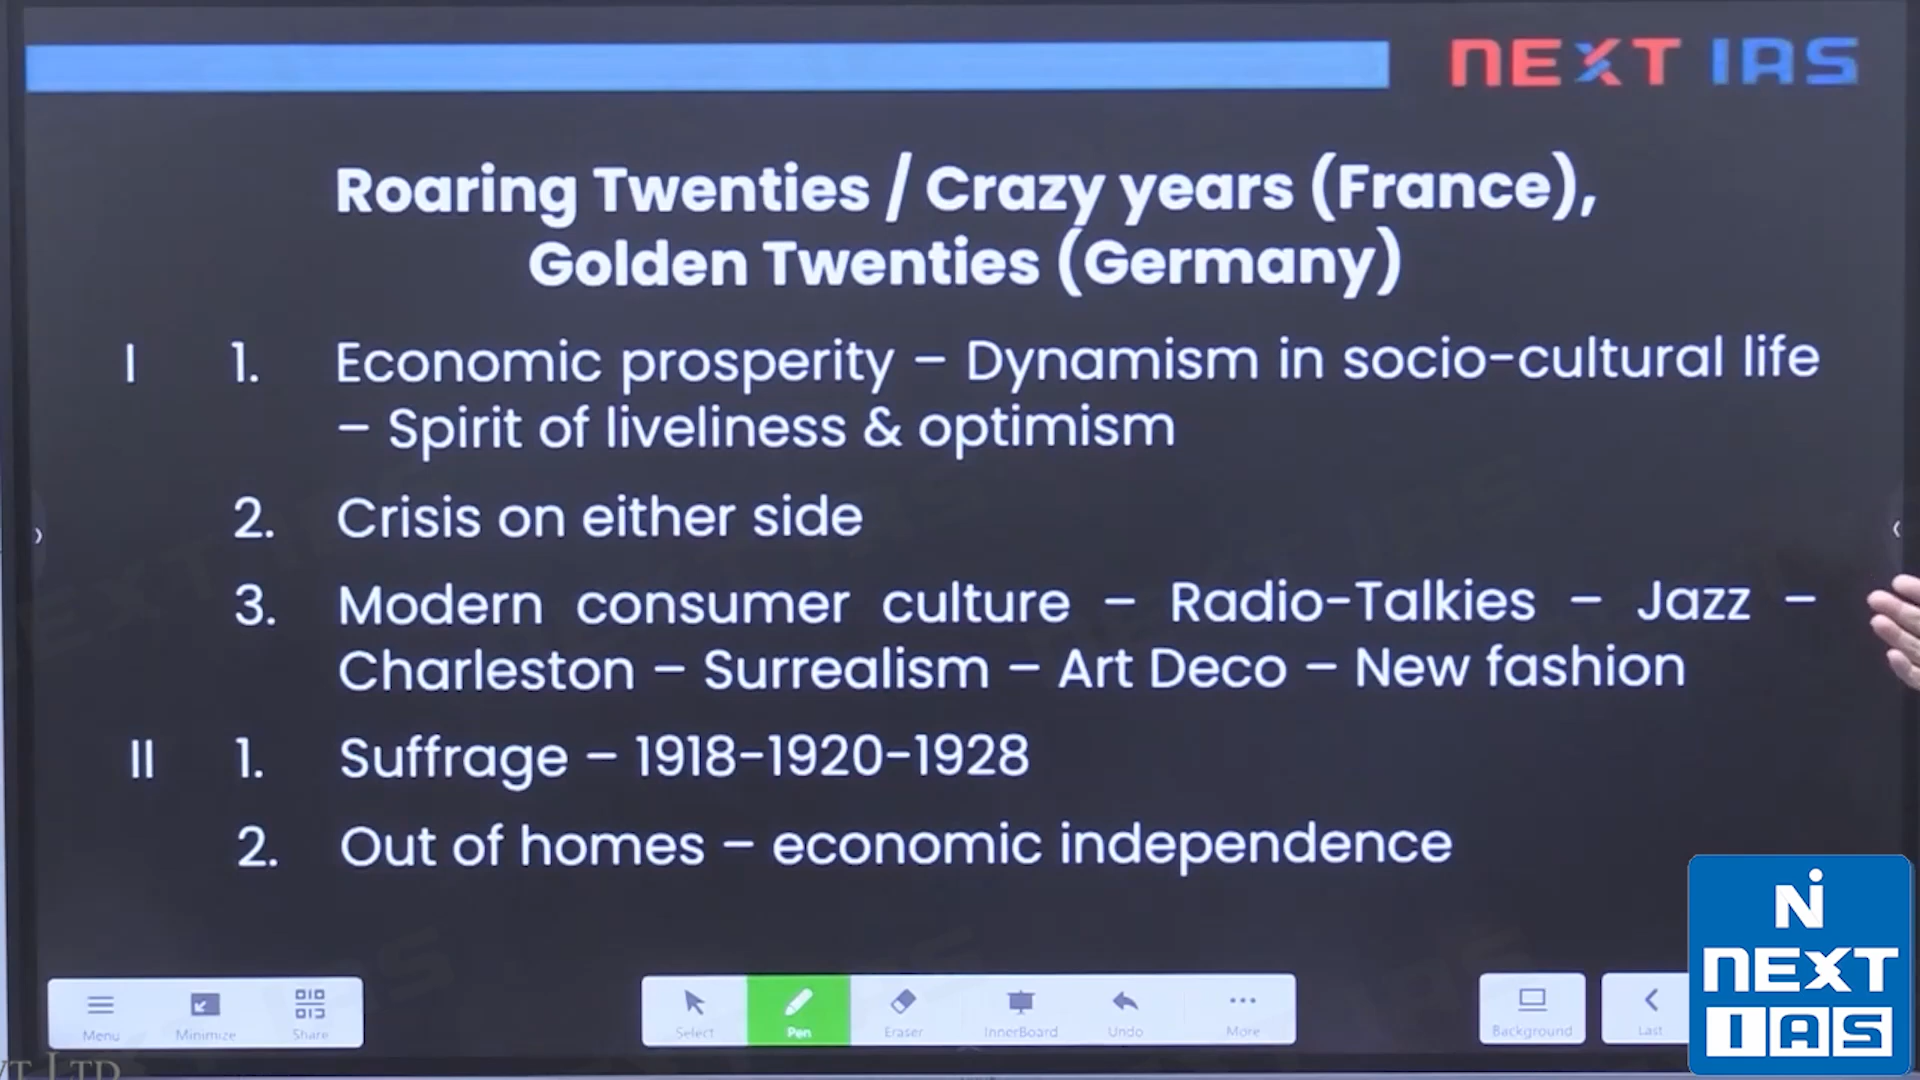 NEXT IAS
Roaring Twenties / Crazy years (France),
Golden Twenties (Germany)
I 1. Economic prosperity – Dynamism in socio-cultural life
– Spirit of liveliness & optimism
2. Crisis on either side
3. Modern consumer culture – Radio-Talkies – Jazz –
Charleston – Surrealism – Art Deco – New fashion
II 1. Suffrage – 1918-1920-1928
2. Out of homes – economic independence
N
NEXT
IAS
Menu Minimize Share Select Pen Eraser InnerBoard Undo More Background Last
VT LTD